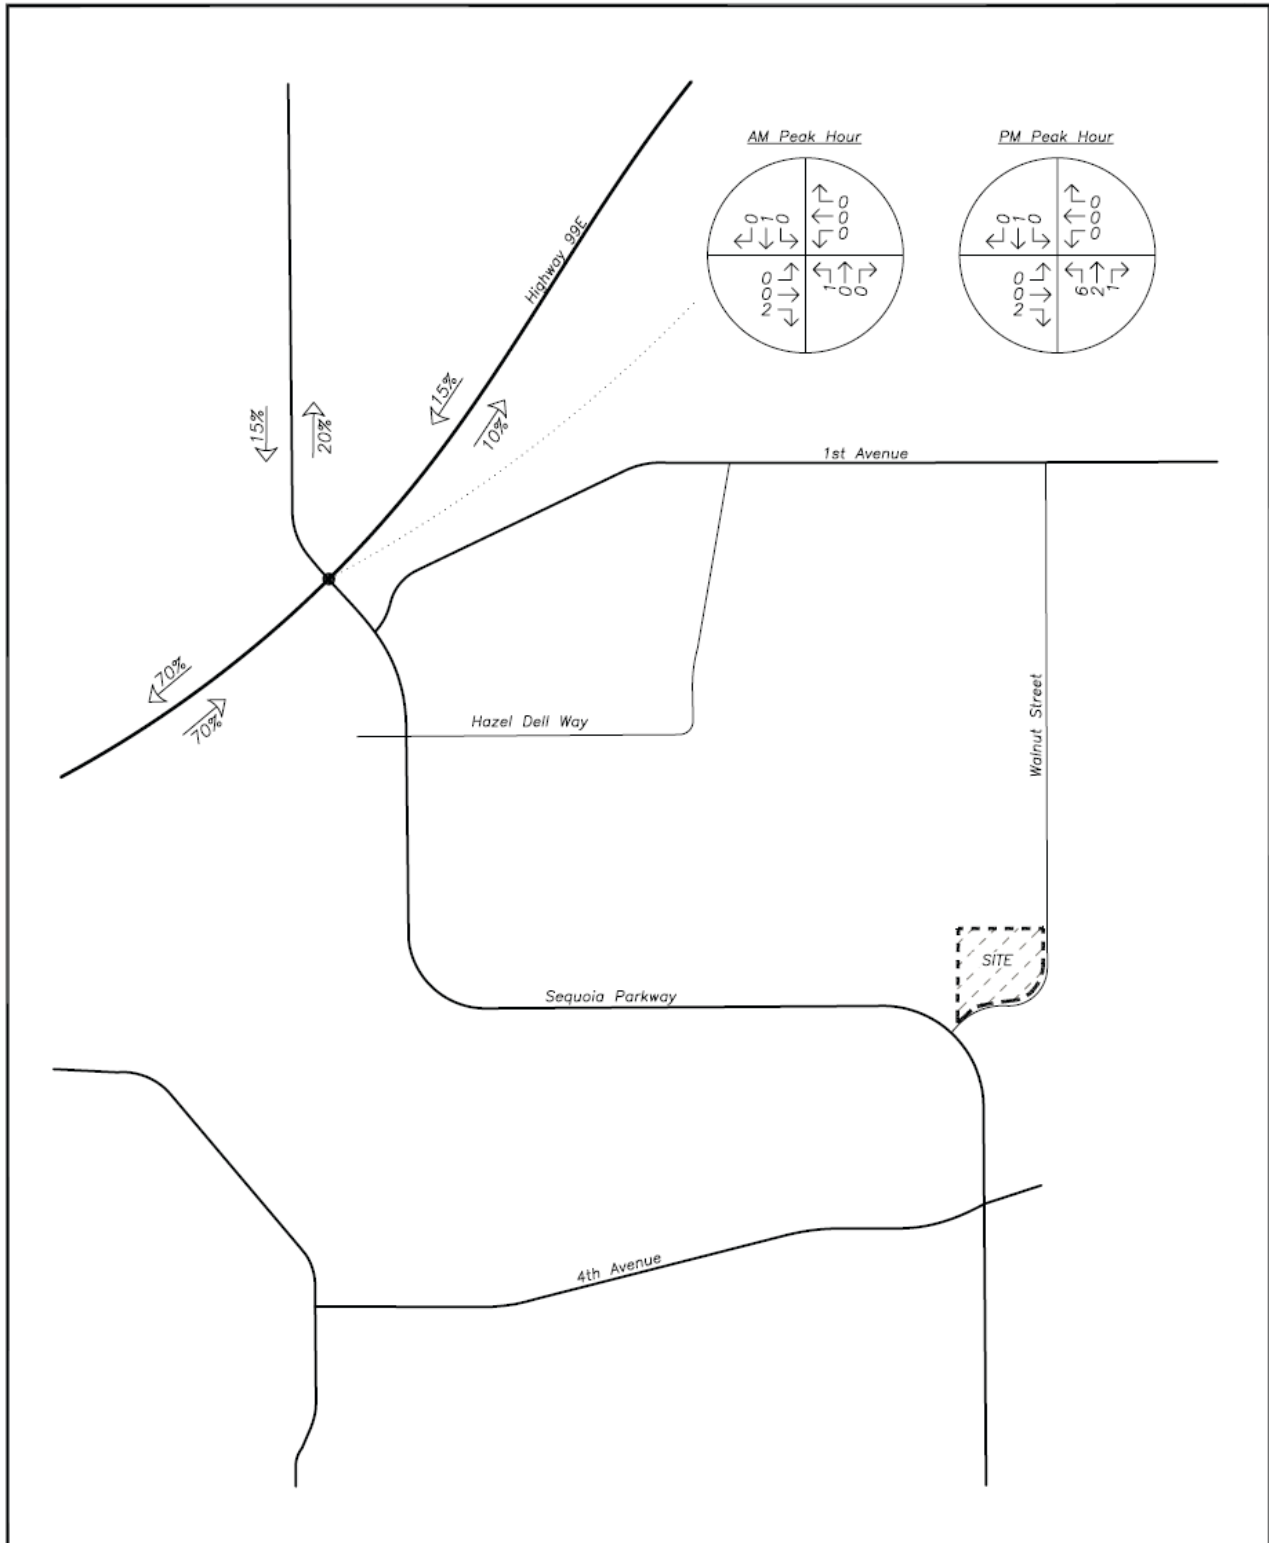 AM Peak Hour
PM Peak Hour
0 1 0
0
0
0
0
0
2
1 0 0
0 1 0
0
0
0
0
0
2
6 2 1
Highway 99E
15%
10%
15%
20%
1st Avenue
70%
70%
Hazel Dell Way
Walnut Street
SITE
Sequoia Parkway
4th Avenue